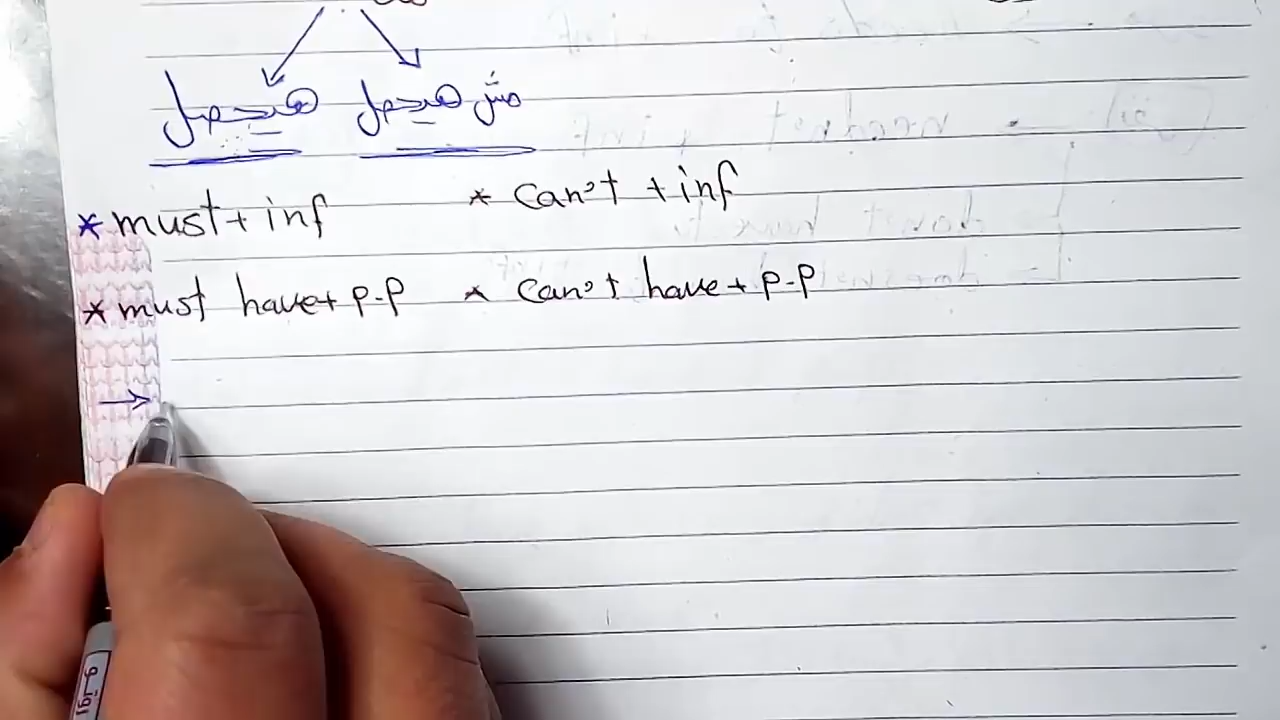 هيحصل مش هيحصل
* must + inf * can't + inf
* must have + p.p * can't have + p.p
→